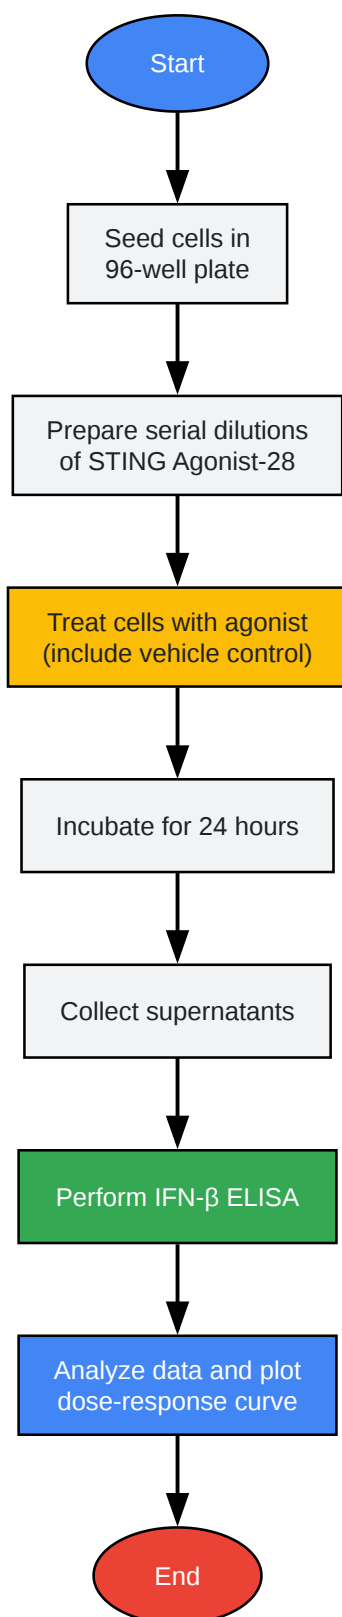 Start
Seed cells in
96-well plate
Prepare serial dilutions
of STING Agonist-28
Treat cells with agonist
(include vehicle control)
Incubate for 24 hours
Collect supernatants
Perform IFN-β ELISA
Analyze data and plot
dose-response curve
End